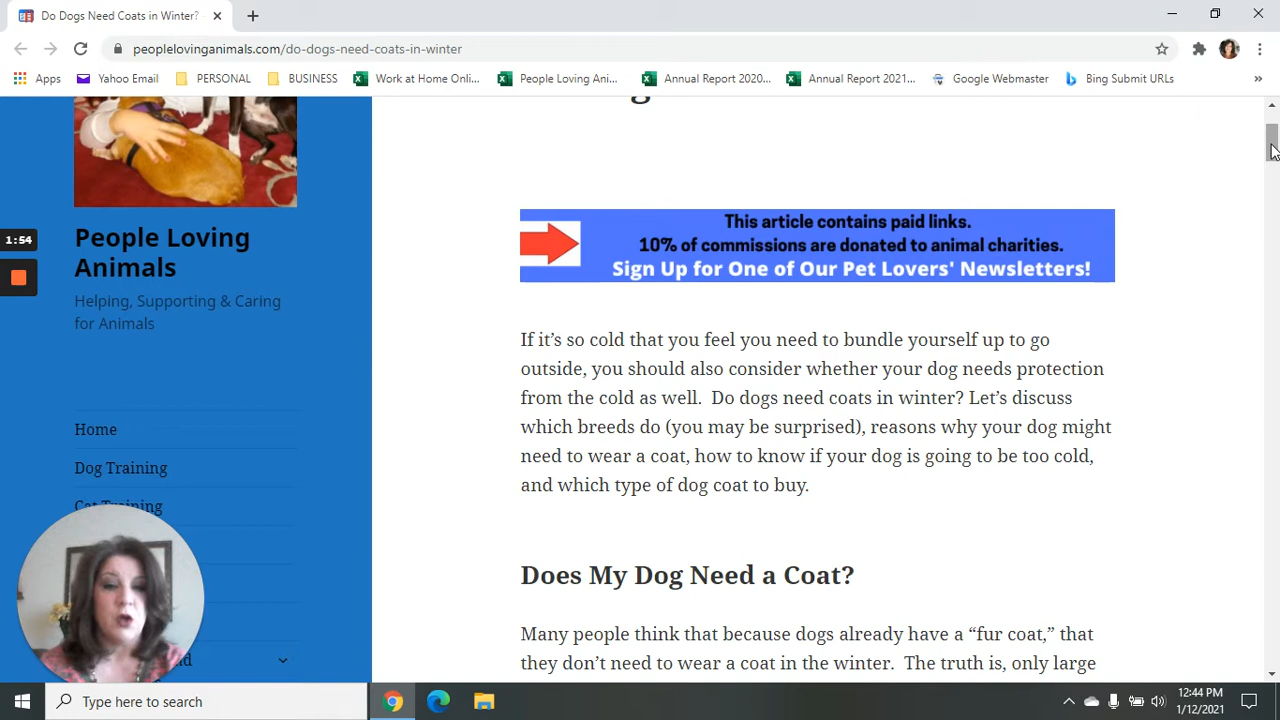 Do Dogs Need Coats in Winter?
peoplelovinganimals.com/do-dogs-need-coats-in-winter
Apps
Yahoo Email
PERSONAL
BUSINESS
Work at Home Onli...
People Loving Ani...
Annual Report 2020...
Annual Report 2021...
Google Webmaster
Bing Submit URLs
»
1:54
People Loving
Animals
Helping, Supporting & Caring
for Animals
Home
Dog Training
Cat Training
This article contains paid links.
10% of commissions are donated to animal charities.
Sign Up for One of Our Pet Lovers' Newsletters!
If it’s so cold that you feel you need to bundle yourself up to go
outside, you should also consider whether your dog needs protection
from the cold as well.  Do dogs need coats in winter? Let’s discuss
which breeds do (you may be surprised), reasons why your dog might
need to wear a coat, how to know if your dog is going to be too cold,
and which type of dog coat to buy.
Does My Dog Need a Coat?
Many people think that because dogs already have a “fur coat,” that
they don’t need to wear a coat in the winter.  The truth is, only large
Type here to search
12:44 PM
1/12/2021